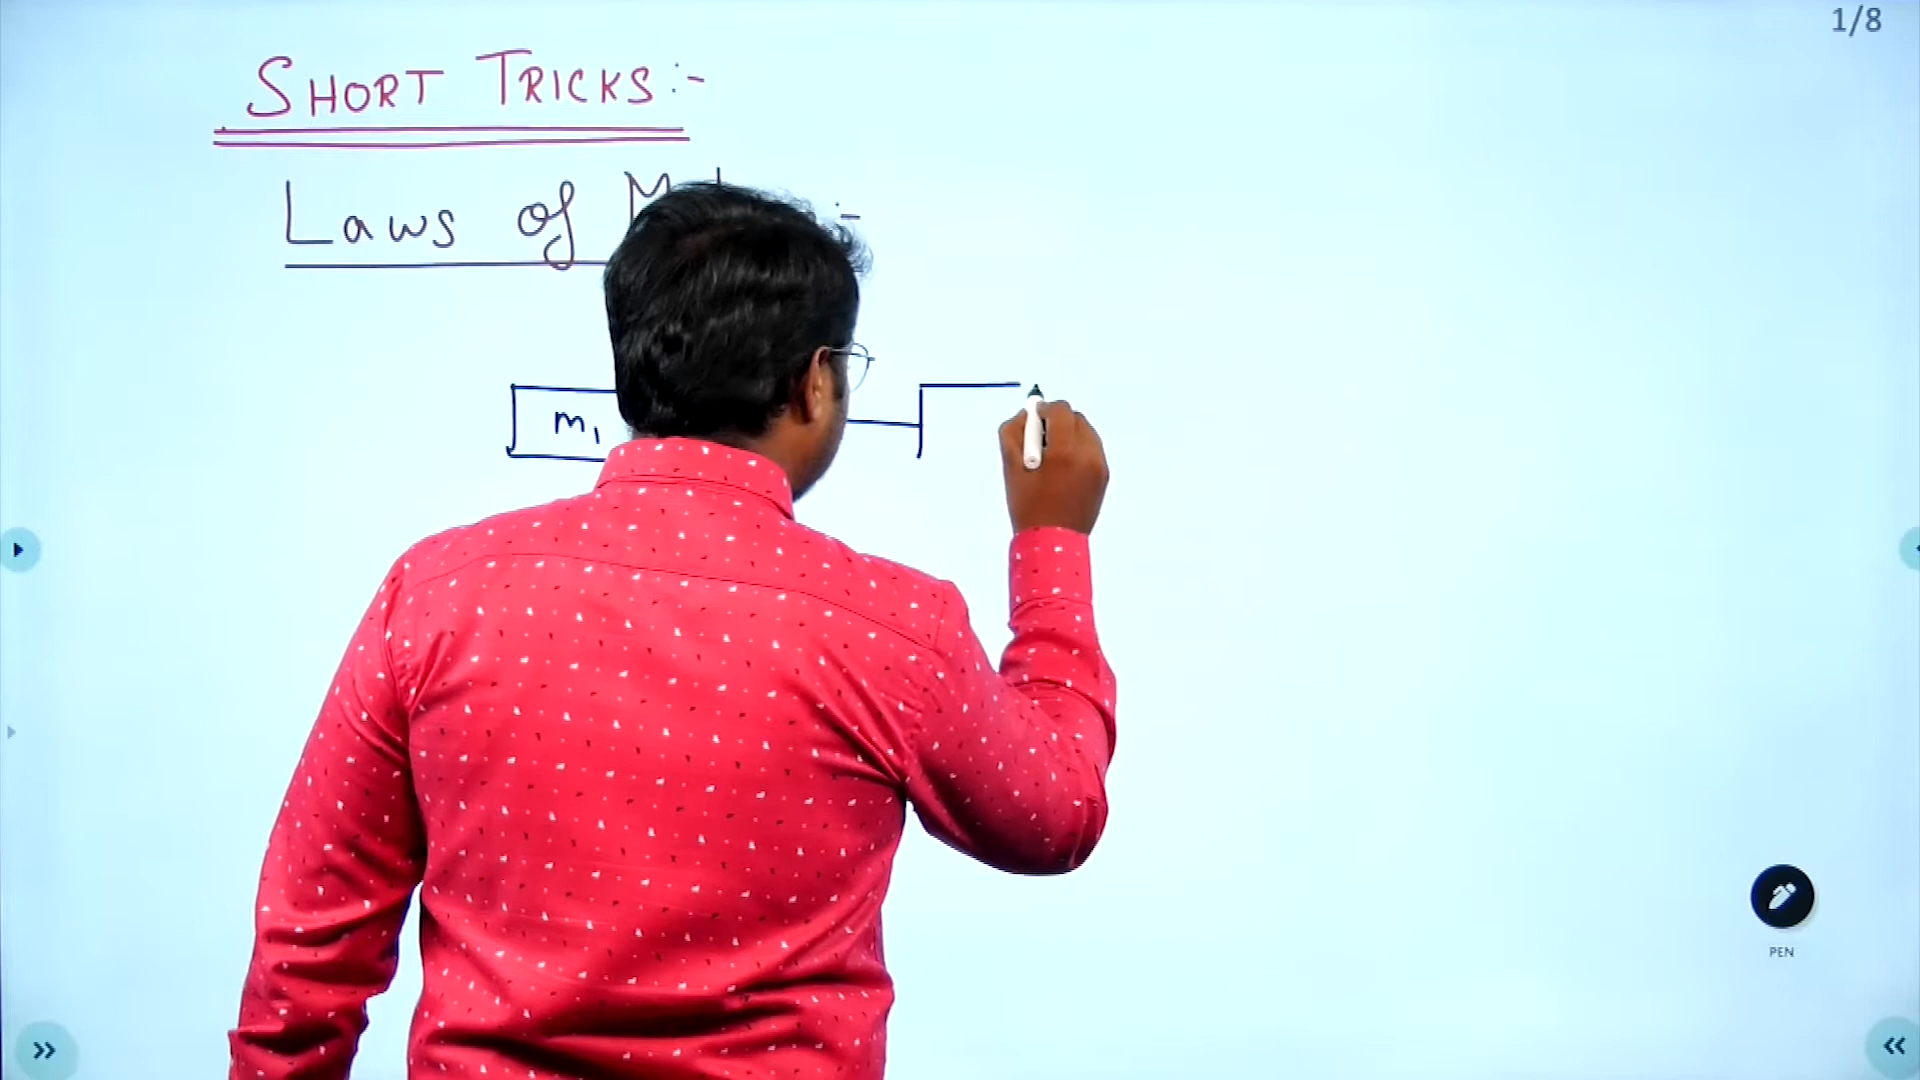 1/8
SHORT TRICKS :-
Laws of :-
m1
PEN